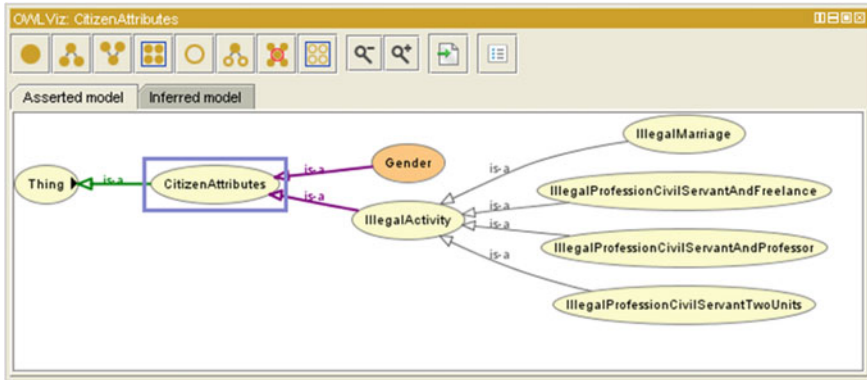 OWLViz: CitizenAttributes
Asserted model Inferred model
Thing
is-a
CitizenAttributes
is-a
Gender
is-a
IllegalActivity
is-a
IllegalMarriage
is-a
IllegalProfessionCivilServantAndFreelance
is-a
IllegalProfessionCivilServantAndProfessor
is-a
IllegalProfessionCivilServantTwoUnits